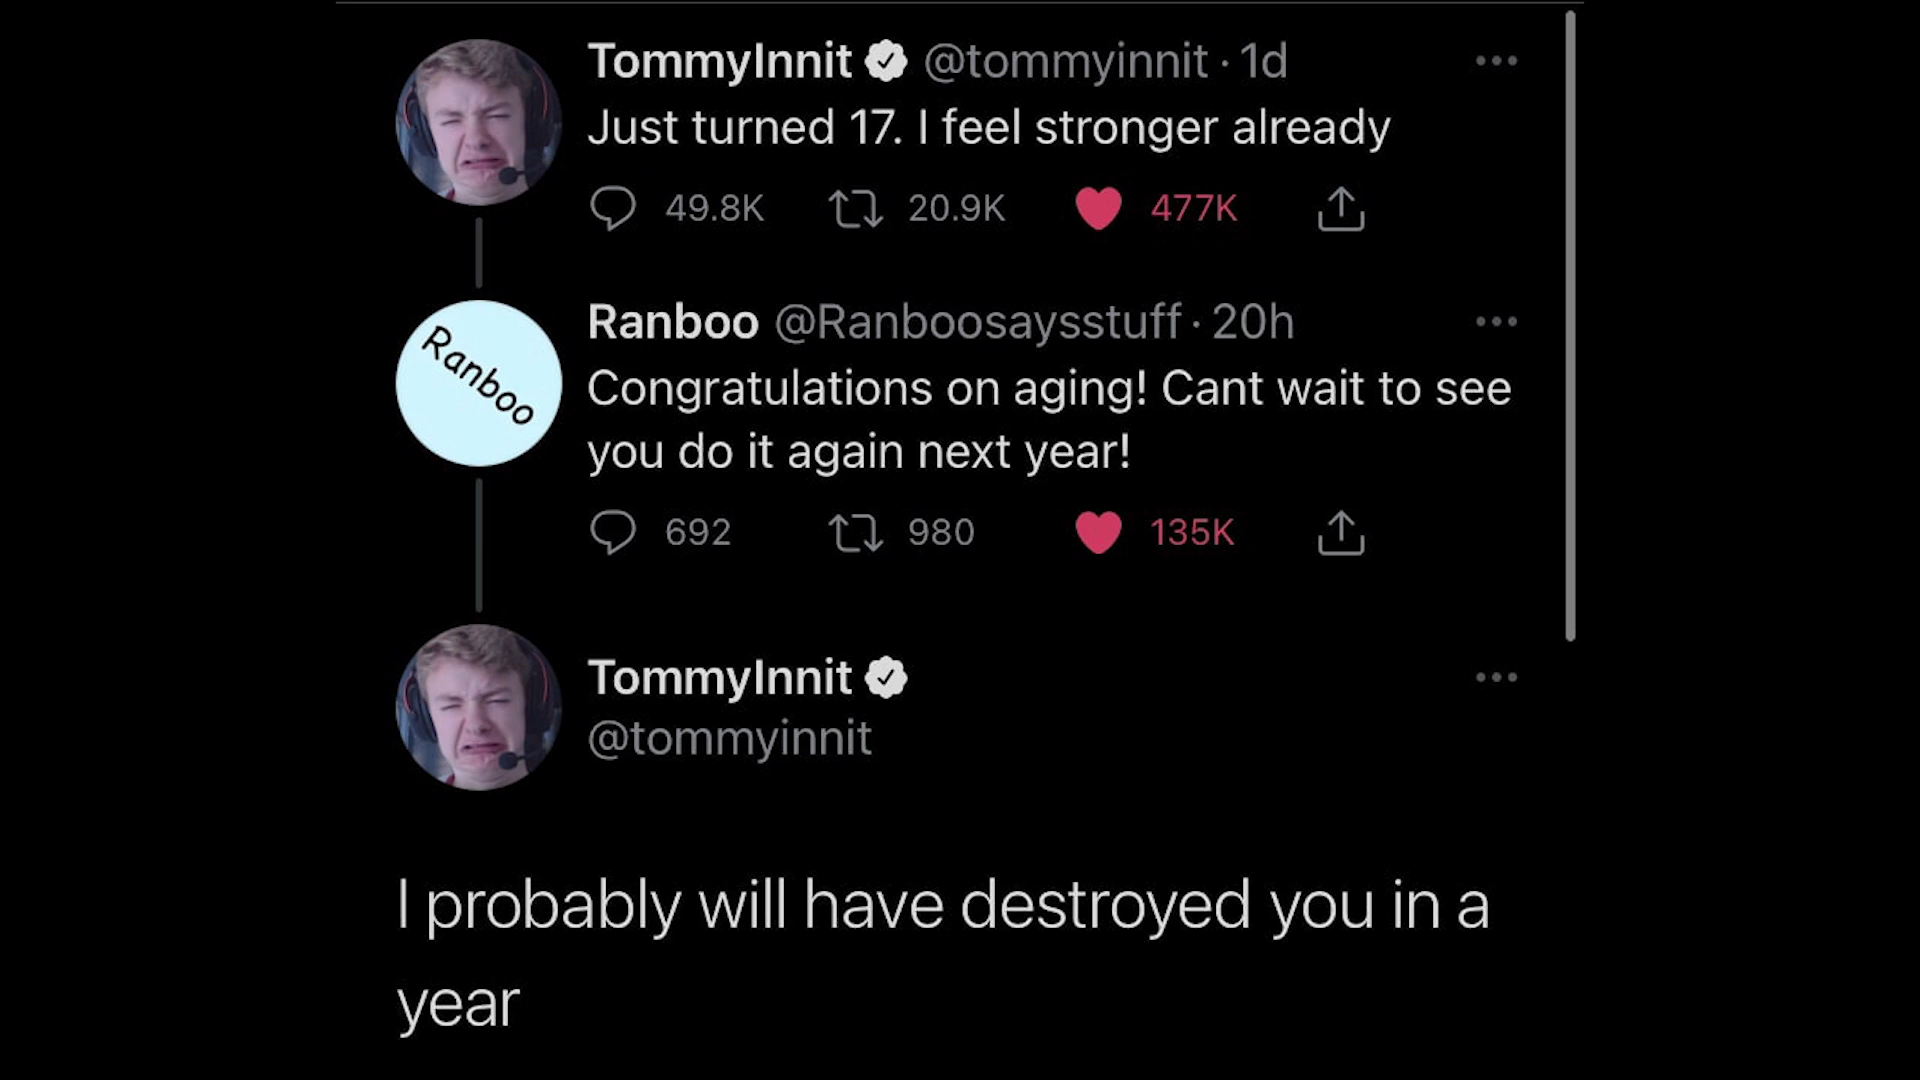 TommyInnit @tommyinnit · 1d
Just turned 17. I feel stronger already
49.8K 20.9K 477K
Ranboo
Ranboo @Ranboosaysstuff · 20h
Congratulations on aging! Cant wait to see
you do it again next year!
692 980 135K
TommyInnit
@tommyinnit
I probably will have destroyed you in a
year